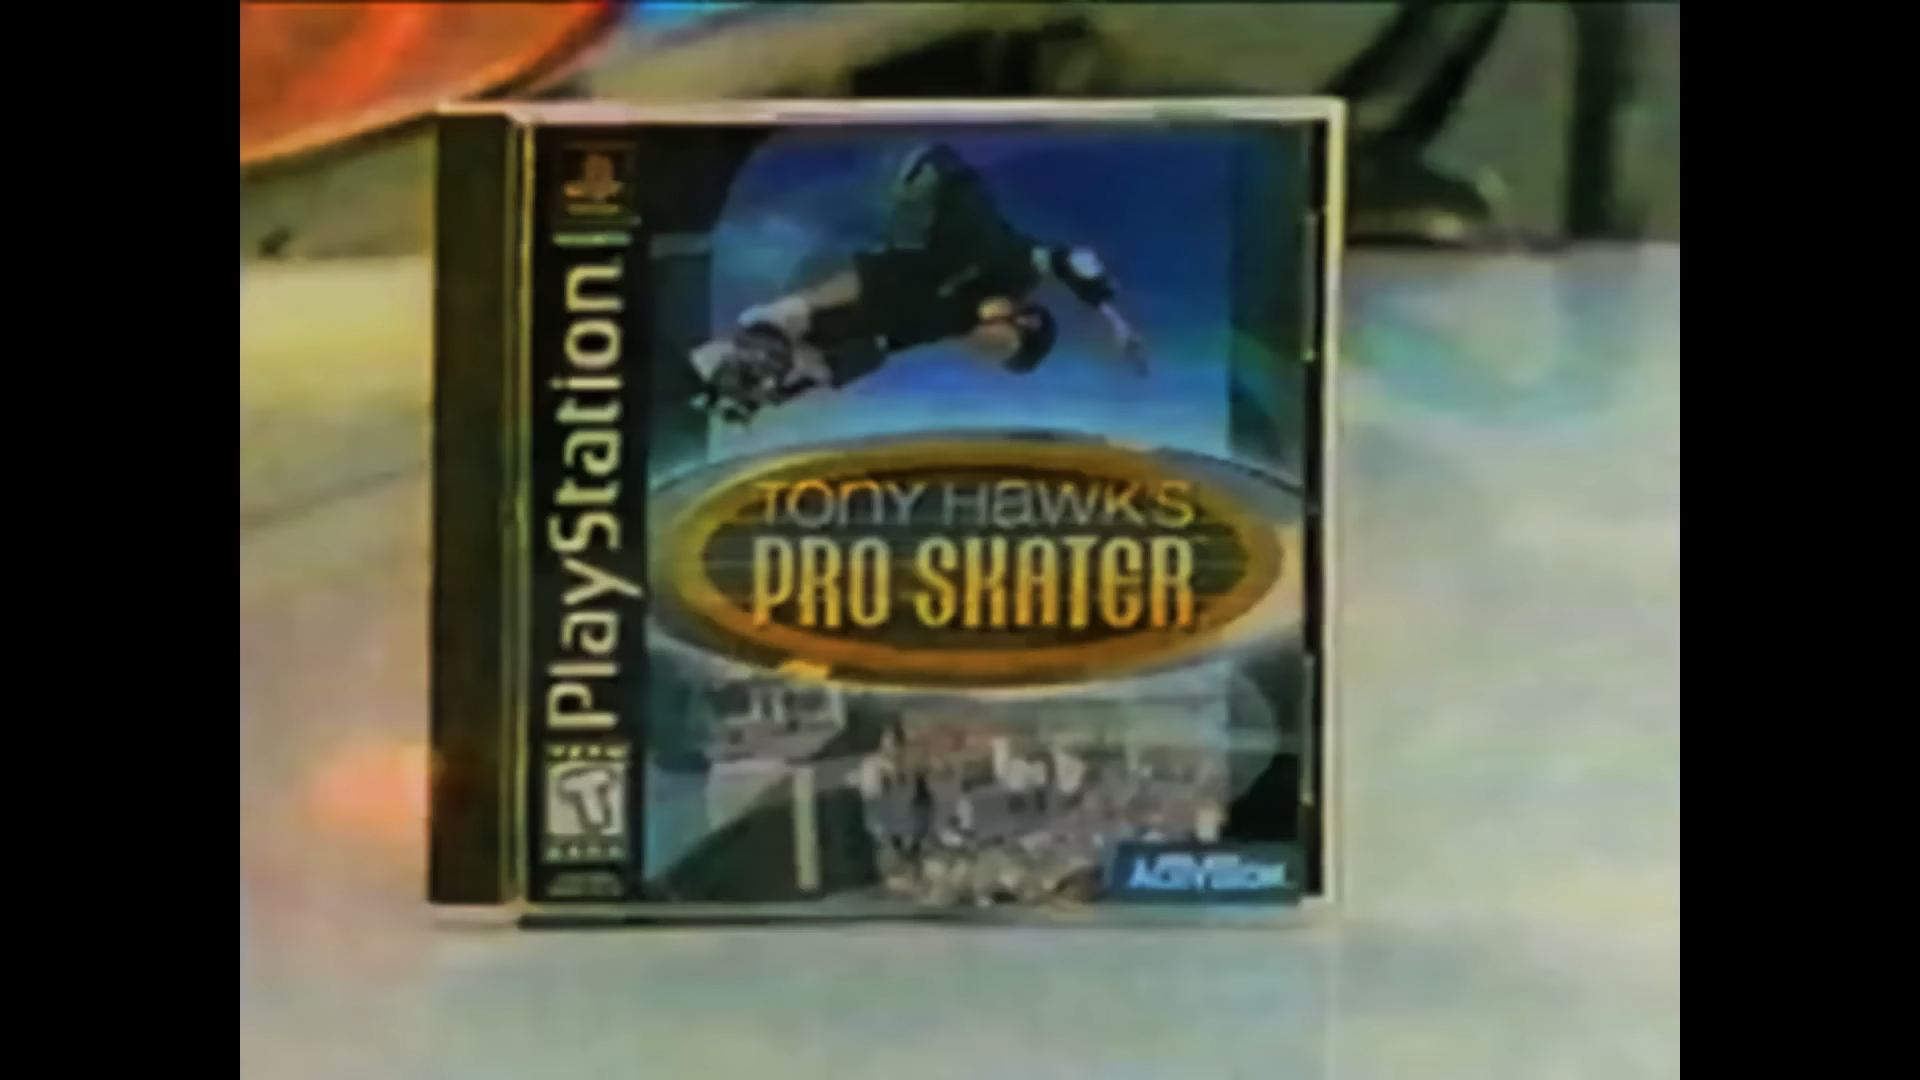 PlayStation
T
TONY HAWK'S
PRO SKATER
ACTIVISION